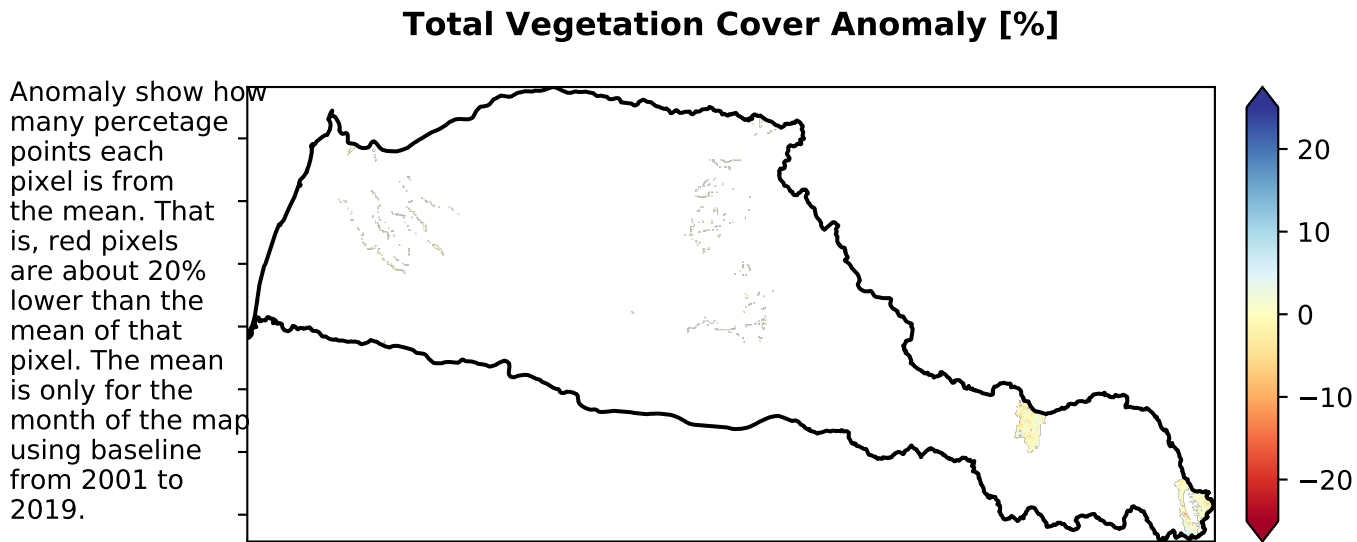 Total Vegetation Cover Anomaly [%]
Anomaly show how
many percetage
points each
pixel is from
the mean. That
is, red pixels
are about 20%
lower than the
mean of that
pixel. The mean
is only for the
month of the map
using baseline
from 2001 to
2019.
20
10
0
−10
−20